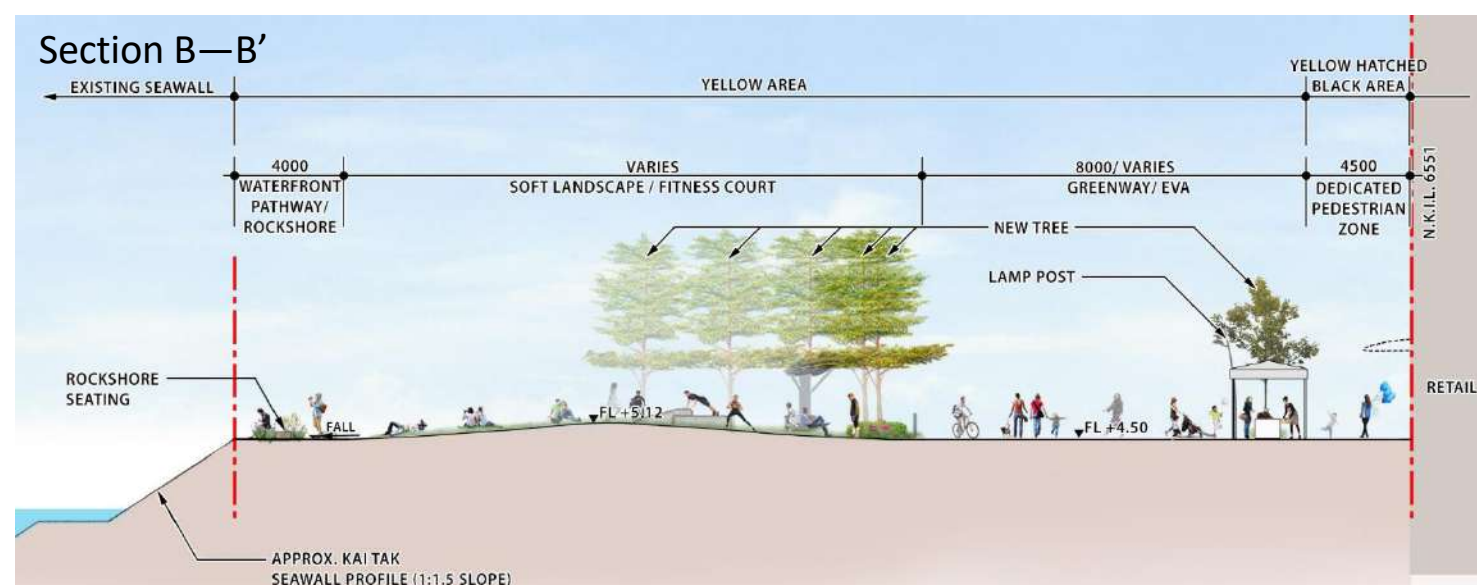 Section B—B’
EXISTING SEAWALL
YELLOW AREA
YELLOW HATCHED
BLACK AREA
4000
WATERFRONT
PATHWAY/
ROCKSHORE
VARIES
SOFT LANDSCAPE / FITNESS COURT
8000/ VARIES
GREENWAY/ EVA
4500
DEDICATED
PEDESTRIAN
ZONE
N.K.I.L. 6551
NEW TREE
LAMP POST
ROCKSHORE
SEATING
RETAIL
FALL
FL +5.12
FL +4.50
APPROX. KAI TAK
SEAWALL PROFILE (1:1.5 SLOPE)